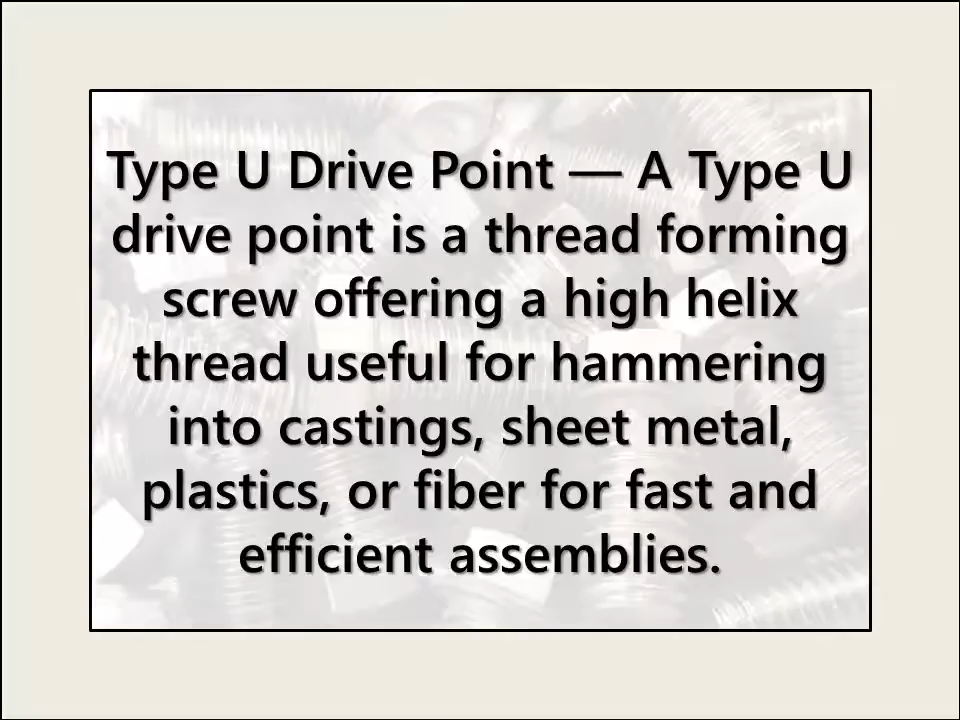 Type U Drive Point — A Type U
drive point is a thread forming
screw offering a high helix
thread useful for hammering
into castings, sheet metal,
plastics, or fiber for fast and
efficient assemblies.